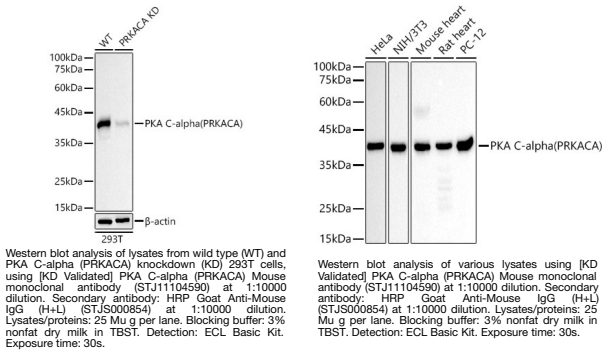 WT
PRKACA KD
100kDa
75kDa
60kDa
45kDa
35kDa
25kDa
15kDa
PKA C-alpha(PRKACA)
β-actin
293T
Western blot analysis of lysates from wild type (WT) and
PKA C-alpha (PRKACA) knockdown (KD) 293T cells,
using [KD Validated] PKA C-alpha (PRKACA) Mouse
monoclonal antibody (STJ11104590) at 1:10000
dilution. Secondary antibody: HRP Goat Anti-Mouse
IgG (H+L) (STJS000854) at 1:10000 dilution.
Lysates/proteins: 25 Mu g per lane. Blocking buffer: 3%
nonfat dry milk in TBST. Detection: ECL Basic Kit.
Exposure time: 30s.
HeLa
NIH/3T3
Mouse heart
Rat heart
PC-12
100kDa
75kDa
60kDa
45kDa
35kDa
25kDa
15kDa
PKA C-alpha(PRKACA)
Western blot analysis of various lysates using [KD
Validated] PKA C-alpha (PRKACA) Mouse monoclonal
antibody (STJ11104590) at 1:10000 dilution. Secondary
antibody: HRP Goat Anti-Mouse IgG (H+L)
(STJS000854) at 1:10000 dilution. Lysates/proteins: 25
Mu g per lane. Blocking buffer: 3% nonfat dry milk in
TBST. Detection: ECL Basic Kit. Exposure time: 30s.